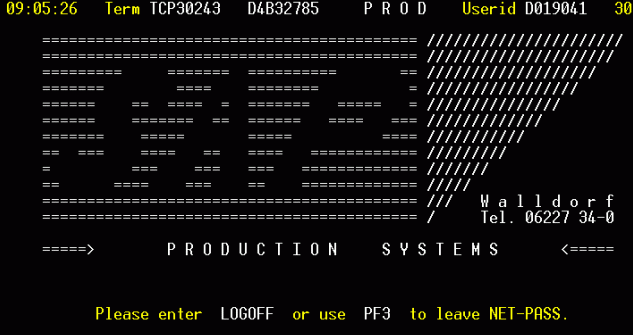 09:05:26 Term TCP30243 D4B32785 P R O D Userid D019041 30
========================================== //////////////////////
========================================== /////////////////////
========= ======= ========== == ///////////////////
======= ==== ======== = /////////////////
====== == ==== = ======= ===== = ///////////////
====== ======= == ====== ==== === /////////////
======= ===== ===== ==== ///////////
== === ==== == ==== ============ /////////
= === === === ============= ///////
== ==== === == ============= /////
========================================== /// W a l l d o r f
========================================== / Tel. 06227 34-0
=====> P R O D U C T I O N S Y S T E M S <=====
Please enter LOGOFF or use PF3 to leave NET-PASS.